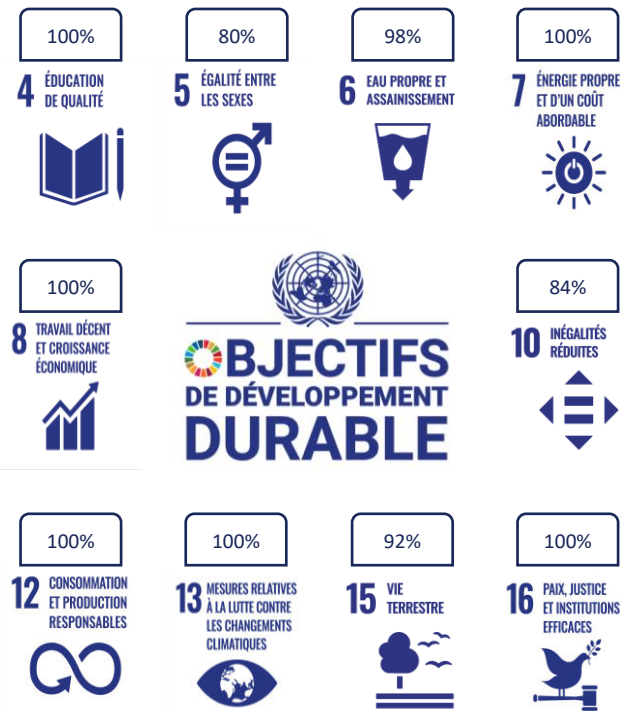 100%
4 ÉDUCATION
DE QUALITÉ
80%
5 ÉGALITÉ ENTRE
LES SEXES
98%
6 EAU PROPRE ET
ASSAINISSEMENT
100%
7 ÉNERGIE PROPRE
ET D'UN COÛT
ABORDABLE
100%
8 TRAVAIL DÉCENT
ET CROISSANCE
ÉCONOMIQUE
OBJECTIFS
DE DÉVELOPPEMENT
DURABLE
84%
10 INÉGALITÉS
RÉDUITES
100%
12 CONSOMMATION
ET PRODUCTION
RESPONSABLES
100%
13 MESURES RELATIVES
À LA LUTTE CONTRE
LES CHANGEMENTS
CLIMATIQUES
92%
15 VIE
TERRESTRE
100%
16 PAIX, JUSTICE
ET INSTITUTIONS
EFFICACES